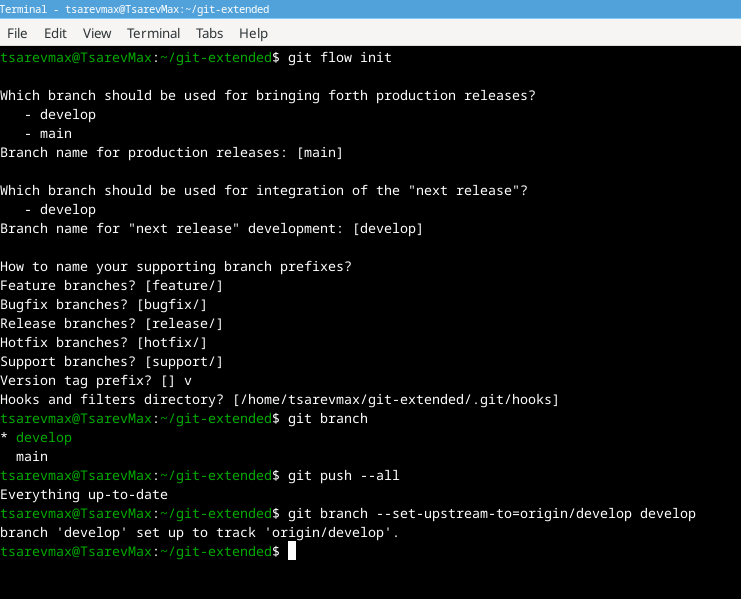 Terminal - tsarevmax@TsarevMax:~/git-extended
File Edit View Terminal Tabs Help
tsarevmax@TsarevMax:~/git-extended$ git flow init
Which branch should be used for bringing forth production releases?
   - develop
   - main
Branch name for production releases: [main]
Which branch should be used for integration of the "next release"?
   - develop
Branch name for "next release" development: [develop]
How to name your supporting branch prefixes?
Feature branches? [feature/]
Bugfix branches? [bugfix/]
Release branches? [release/]
Hotfix branches? [hotfix/]
Support branches? [support/]
Version tag prefix? [] v
Hooks and filters directory? [/home/tsarevmax/git-extended/.git/hooks]
tsarevmax@TsarevMax:~/git-extended$ git branch
* develop
  main
tsarevmax@TsarevMax:~/git-extended$ git push --all
Everything up-to-date
tsarevmax@TsarevMax:~/git-extended$ git branch --set-upstream-to=origin/develop develop
branch 'develop' set up to track 'origin/develop'.
tsarevmax@TsarevMax:~/git-extended$